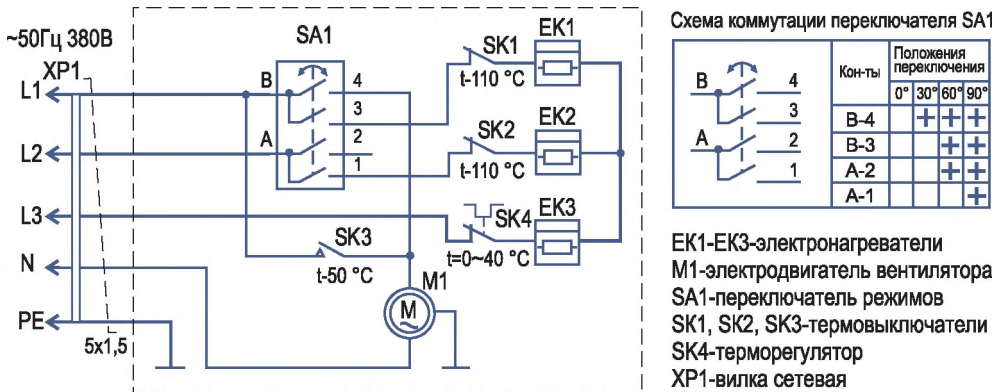 ~50Гц 380В
XP1
L1
L2
L3
N
PE
5x1,5
SA1
B
4
3
A
2
1
SK1
t-110 °C
EK1
SK2
t-110 °C
EK2
SK4
t=0~40 °C
EK3
SK3
t-50 °C
M1
M
Схема коммутации переключателя SA1
B
4
3
A
2
1
Кон-ты
Положения
переключения
0° 30° 60° 90°
B-4 + + +
B-3 + +
A-2 + +
A-1 +
EK1-EK3-электронагреватели
M1-электродвигатель вентилятора
SA1-переключатель режимов
SK1, SK2, SK3-термовыключатели
SK4-терморегулятор
XP1-вилка сетевая